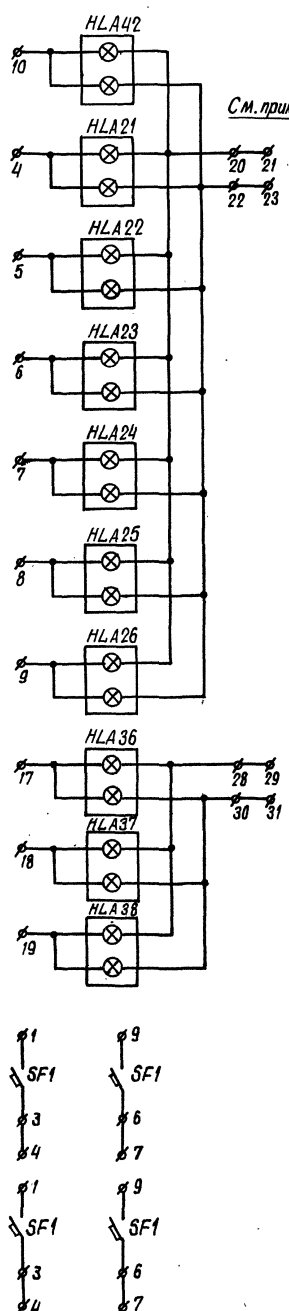 HLA42
10
См. прим
HLA21
4
20 21
22 23
HLA22
5
HLA23
6
HLA24
7
HLA25
8
HLA26
9
HLA36
17
28 29
30 31
HLA37
18
HLA38
19
1 9
SF1 SF1
3 6
4 7
1 9
SF1 SF1
3 6
4 7